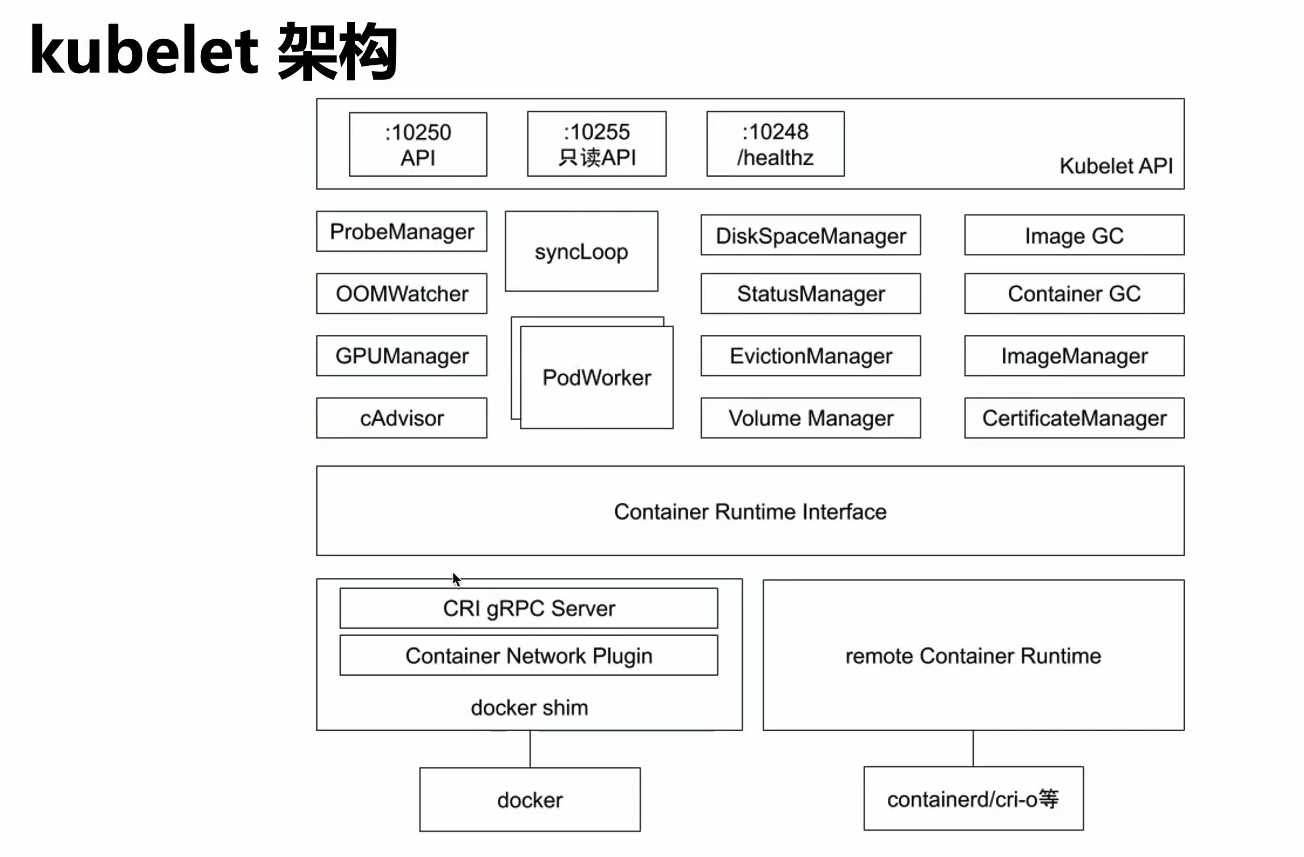 kubelet 架构
:10250
API
:10255
只读API
:10248
/healthz
Kubelet API
ProbeManager
syncLoop
DiskSpaceManager
Image GC
OOMWatcher
StatusManager
Container GC
GPUManager
PodWorker
EvictionManager
ImageManager
cAdvisor
Volume Manager
CertificateManager
Container Runtime Interface
CRI gRPC Server
Container Network Plugin
docker shim
remote Container Runtime
docker
containerd/cri-o等